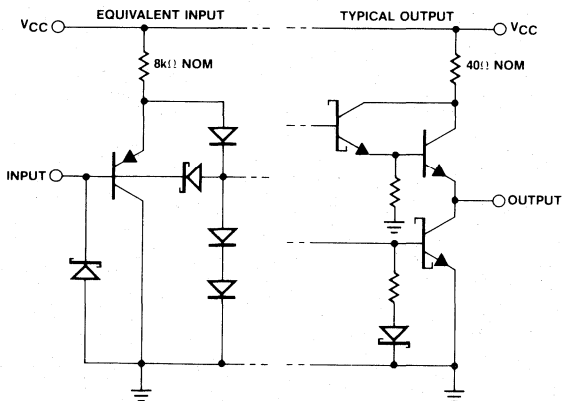 EQUIVALENT INPUT
TYPICAL OUTPUT
VCC
VCC
8kΩ NOM
40Ω NOM
INPUT
OUTPUT